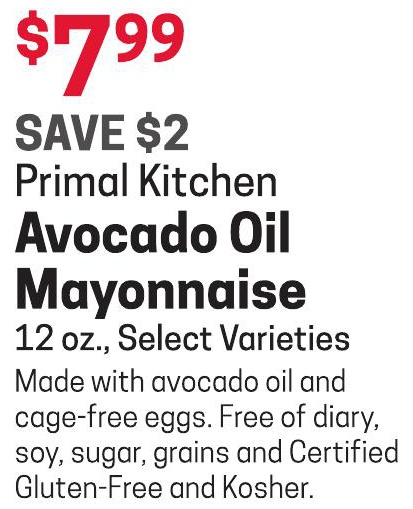 $7.99
SAVE $2
Primal Kitchen
Avocado Oil
Mayonnaise
12 oz., Select Varieties
Made with avocado oil and
cage-free eggs. Free of diary,
soy, sugar, grains and Certified
Gluten-Free and Kosher.